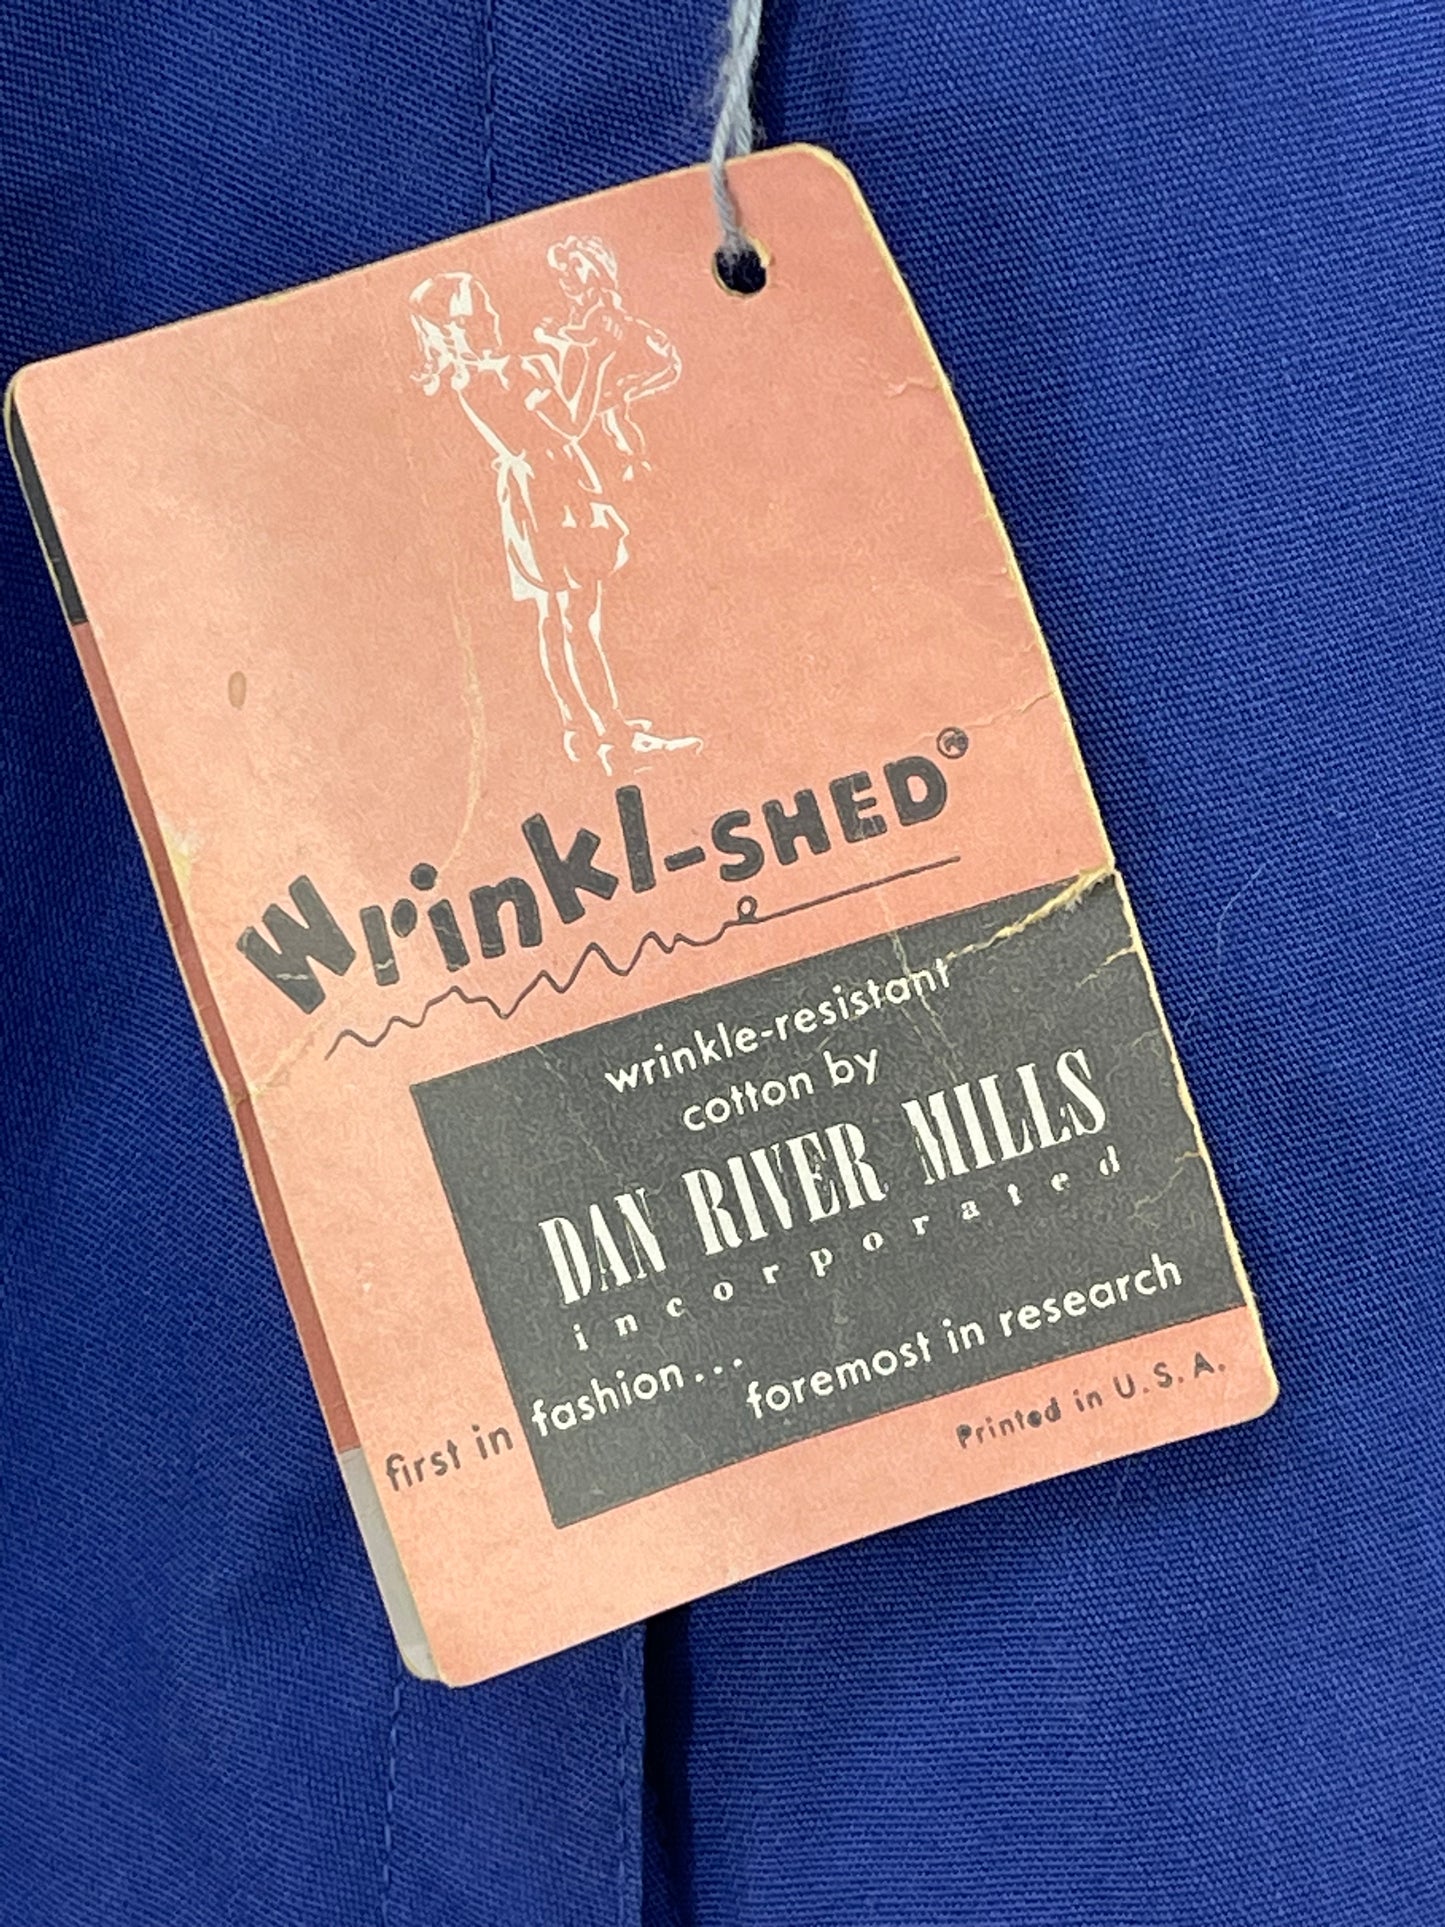 Wrinkl-SHED®
wrinkle-resistant
cotton by
DAN RIVER MILLS
incorporated
first in fashion...
foremost in research
Printed in U.S.A.